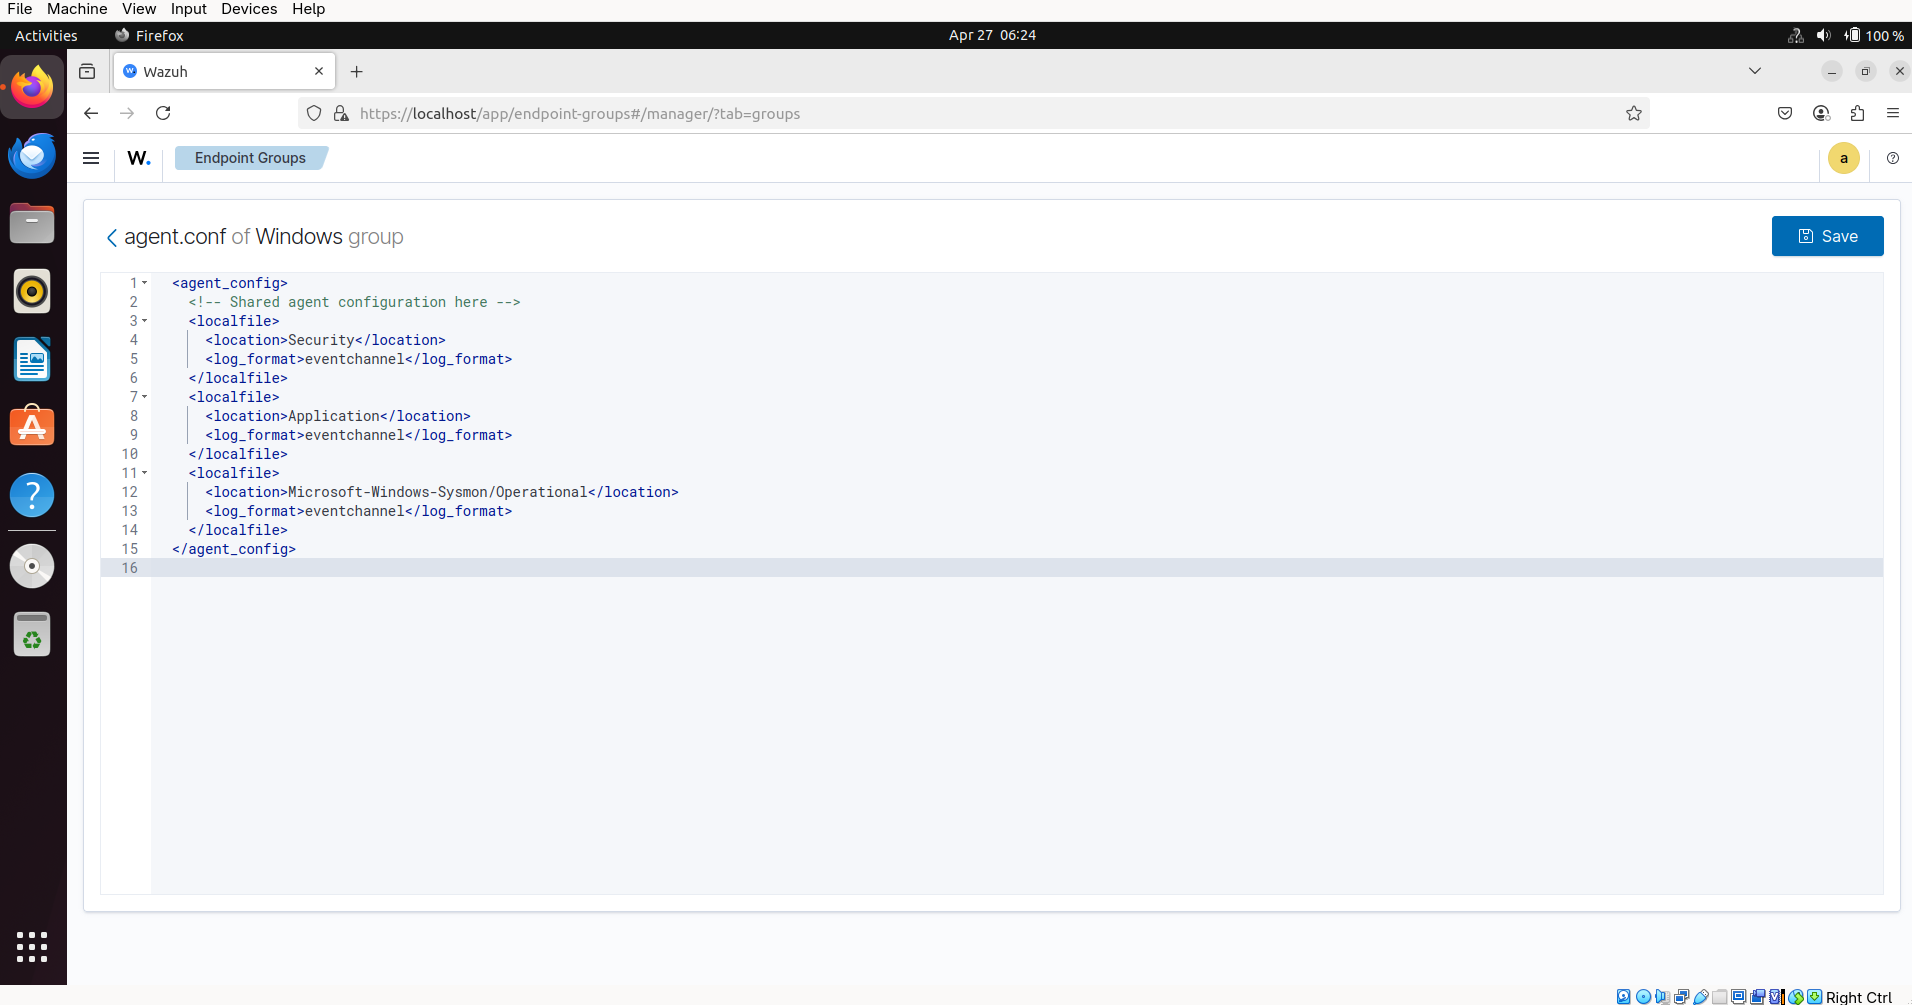 File Machine View Input Devices Help
Activities Firefox Apr 27 06:24 100 %
Wazuh
https://localhost/app/endpoint-groups#/manager/?tab=groups
W. Endpoint Groups a
agent.conf of Windows group Save
1 <agent_config>
2 <!-- Shared agent configuration here -->
3 <localfile>
4 <location>Security</location>
5 <log_format>eventchannel</log_format>
6 </localfile>
7 <localfile>
8 <location>Application</location>
9 <log_format>eventchannel</log_format>
10 </localfile>
11 <localfile>
12 <location>Microsoft-Windows-Sysmon/Operational</location>
13 <log_format>eventchannel</log_format>
14 </localfile>
15 </agent_config>
16
Right Ctrl